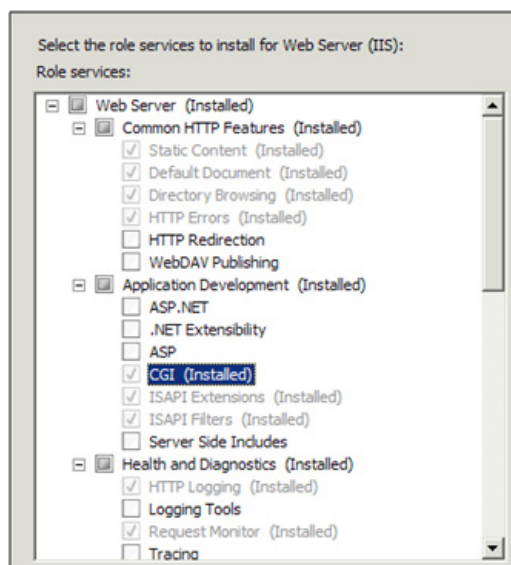 Select the role services to install for Web Server (IIS):
Role services:
Web Server (Installed)
Common HTTP Features (Installed)
Static Content (Installed)
Default Document (Installed)
Directory Browsing (Installed)
HTTP Errors (Installed)
HTTP Redirection
WebDAV Publishing
Application Development (Installed)
ASP.NET
.NET Extensibility
ASP
CGI (Installed)
ISAPI Extensions (Installed)
ISAPI Filters (Installed)
Server Side Includes
Health and Diagnostics (Installed)
HTTP Logging (Installed)
Logging Tools
Request Monitor (Installed)
Tracing